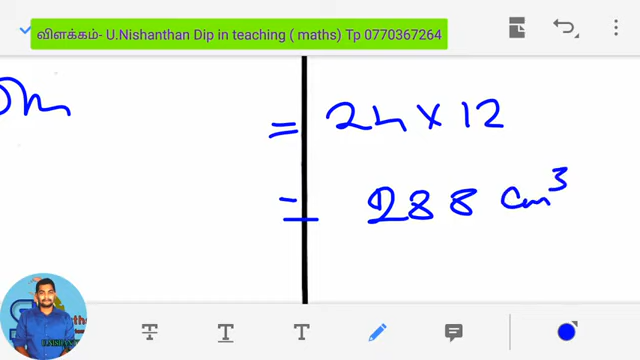 விளக்கம்- U.Nishanthan Dip in teaching ( maths) Tp 0770367264
= 24 x 12
= 288 cm³
T T T